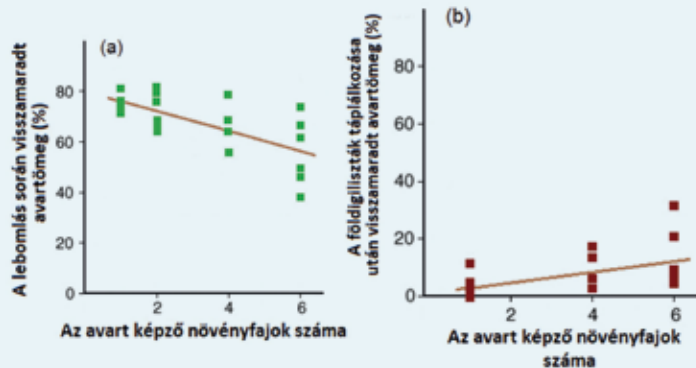 (a)
A lebomlás során visszamaradt
avartömeg (%)
80
60
40
20
0
2
4
6
Az avart képző növényfajok száma
(b)
A földigiliszták táplálkozása
után visszamaradt avartömeg (%)
100
80
60
40
20
0
2
4
6
Az avart képző növényfajok
száma